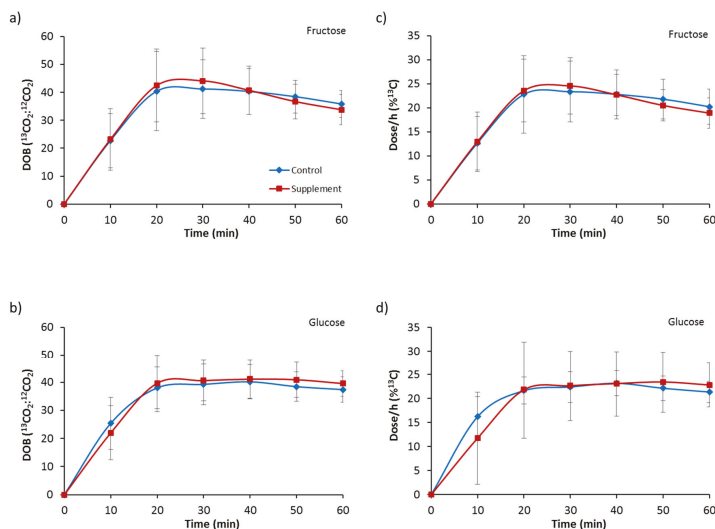 a)
Fructose
60
50
40
30
20
10
0
DOB (¹³CO₂:¹²CO₂)
Control
Supplement
0 10 20 30 40 50 60
Time (min)
c)
Fructose
35
30
25
20
15
10
5
0
Dose/h (%¹³C)
0 10 20 30 40 50 60
Time (min)
b)
Glucose
60
50
40
30
20
10
0
DOB (¹³CO₂:¹²CO₂)
0 10 20 30 40 50 60
Time (min)
d)
Glucose
35
30
25
20
15
10
5
0
Dose/h (%¹³C)
0 10 20 30 40 50 60
Time (min)